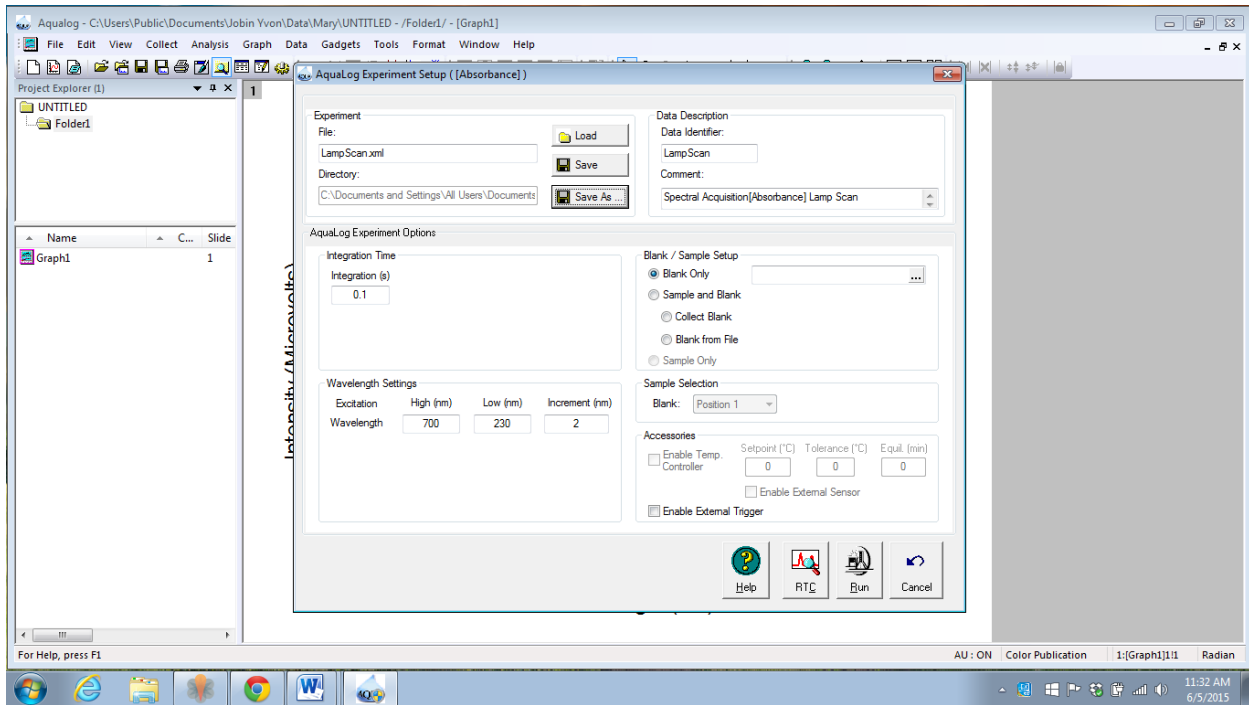 Aqualog - C:\Users\Public\Documents\Jobin Yvon\Data\Mary\UNTITLED - /Folder1/ - [Graph1]
File Edit View Collect Analysis Graph Data Gadgets Tools Format Window Help
Project Explorer (1)
UNTITLED
Folder1
Name C... Slide
Graph1 1
1
Intensity (Microvolts)
AquaLog Experiment Setup ( [Absorbance] )
Experiment
File:
LampScan.xml
Directory:
C:\Documents and Settings\All Users\Documents
Load
Save
Save As ...
Data Description
Data Identifier:
LampScan
Comment:
Spectral Acquisition[Absorbance] Lamp Scan
AquaLog Experiment Options
Integration Time
Integration (s)
0.1
Blank / Sample Setup
Blank Only ...
Sample and Blank
Collect Blank
Blank from File
Sample Only
Wavelength Settings
Excitation High (nm) Low (nm) Increment (nm)
Wavelength 700 230 2
Sample Selection
Blank: Position 1
Accessories
Enable Temp. Controller
Setpoint (°C) Tolerance (°C) Equil. (min)
0 0 0
Enable External Sensor
Enable External Trigger
Help RTC Run Cancel
For Help, press F1
AU : ON Color Publication 1:[Graph1]1!1 Radian
11:32 AM
6/5/2015